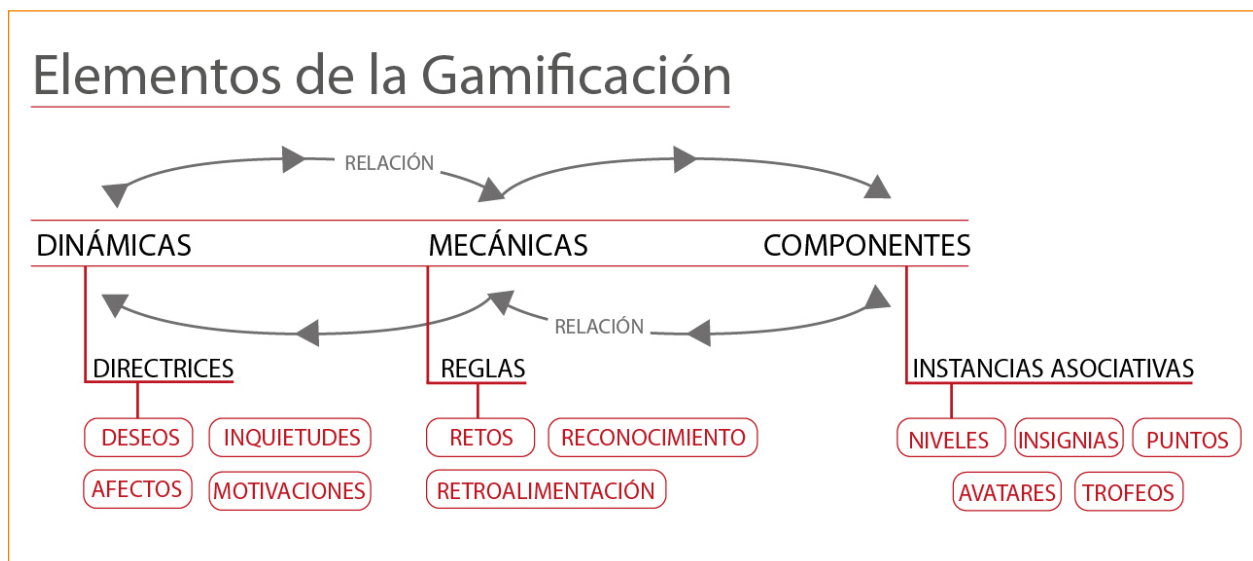 Elementos de la Gamificación
RELACIÓN
DINÁMICAS MECÁNICAS COMPONENTES
RELACIÓN
DIRECTRICES REGLAS INSTANCIAS ASOCIATIVAS
DESEOS INQUIETUDES RETOS RECONOCIMIENTO NIVELES INSIGNIAS PUNTOS
AFECTOS MOTIVACIONES RETROALIMENTACIÓN AVATARES TROFEOS